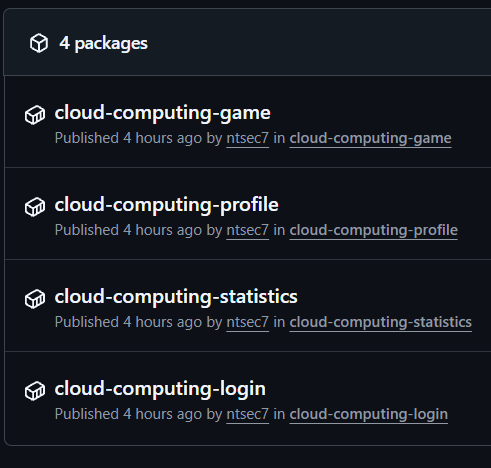 4 packages
cloud-computing-game
Published 4 hours ago by ntsec7 in cloud-computing-game
cloud-computing-profile
Published 4 hours ago by ntsec7 in cloud-computing-profile
cloud-computing-statistics
Published 4 hours ago by ntsec7 in cloud-computing-statistics
cloud-computing-login
Published 4 hours ago by ntsec7 in cloud-computing-login